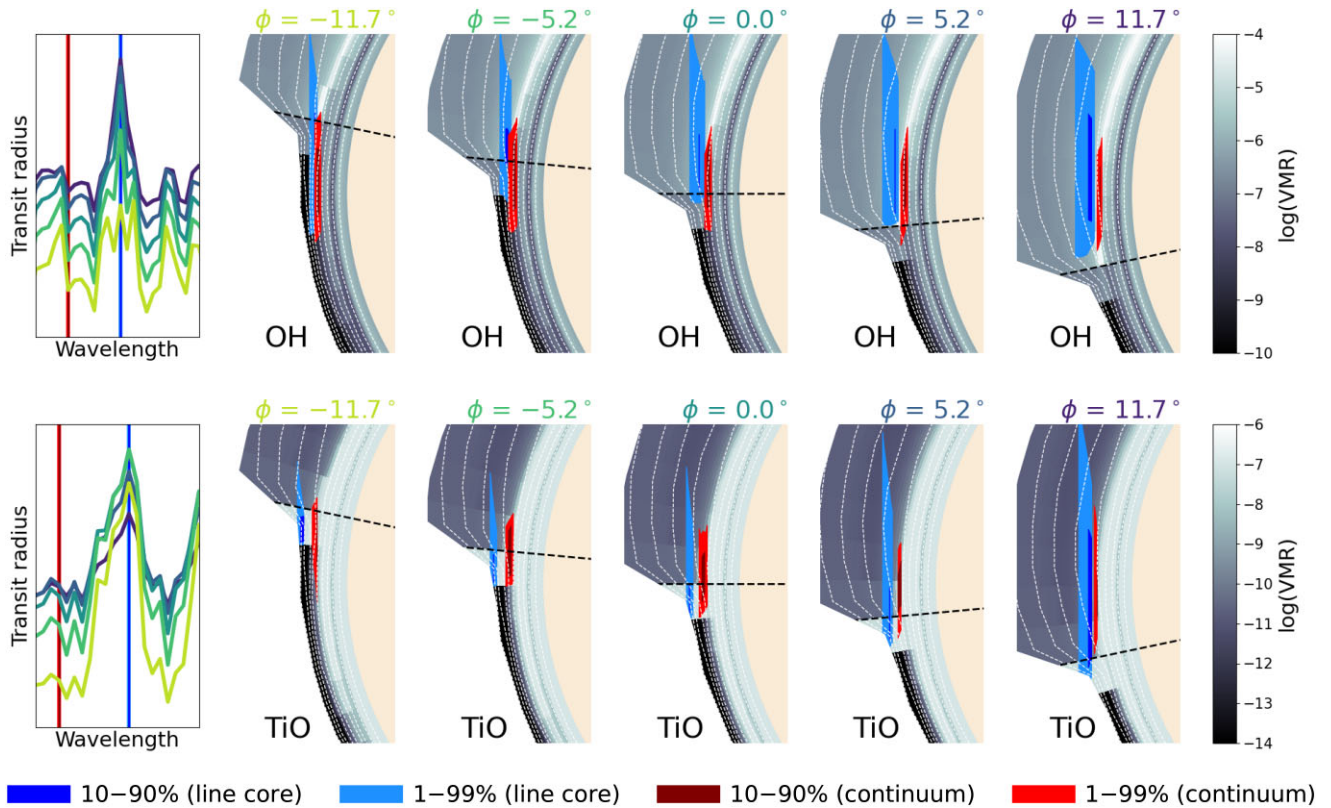 ϕ = −11.7° ϕ = −5.2° ϕ = 0.0° ϕ = 5.2° ϕ = 11.7°
Transit radius
Wavelength
OH OH OH OH OH
−4
−5
−6
−7
−8
−9
−10
log(VMR)
ϕ = −11.7° ϕ = −5.2° ϕ = 0.0° ϕ = 5.2° ϕ = 11.7°
Transit radius
Wavelength
TiO TiO TiO TiO TiO
−6
−7
−8
−9
−10
−11
−12
−13
−14
log(VMR)
10−90% (line core) 1−99% (line core) 10−90% (continuum) 1−99% (continuum)